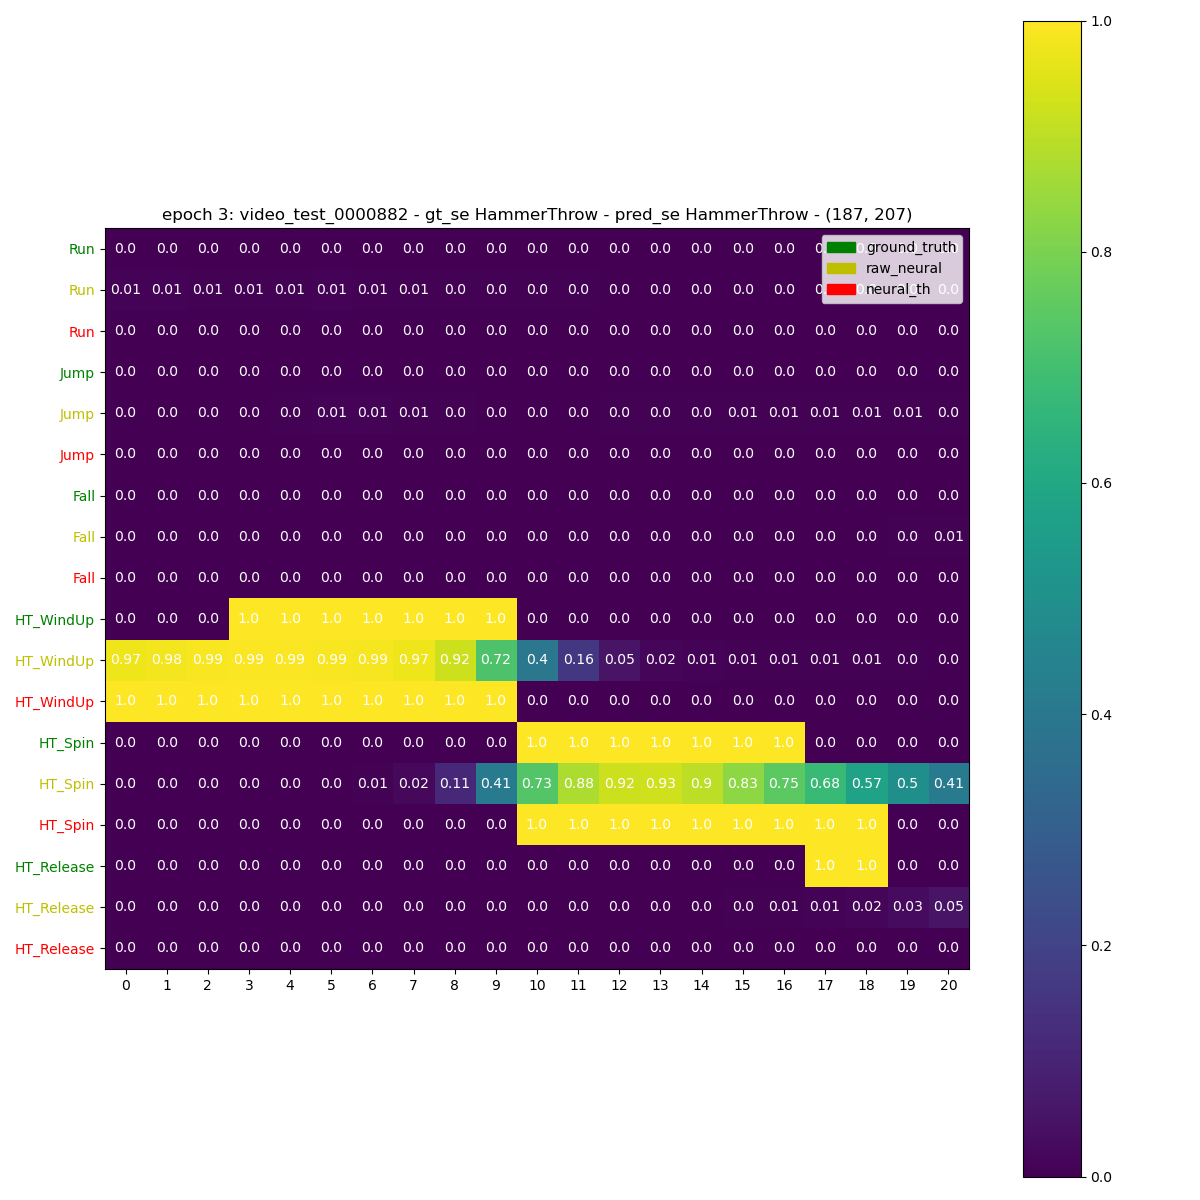 epoch 3: video_test_0000882 - gt_se HammerThrow - pred_se HammerThrow - (187, 207)
ground_truth
raw_neural
neural_th
Run 0.0 0.0 0.0 0.0 0.0 0.0 0.0 0.0 0.0 0.0 0.0 0.0 0.0 0.0 0.0 0.0 0.0
Run 0.01 0.01 0.01 0.01 0.01 0.01 0.01 0.01 0.0 0.0 0.0 0.0 0.0 0.0 0.0 0.0 0.0 0.0
Run 0.0 0.0 0.0 0.0 0.0 0.0 0.0 0.0 0.0 0.0 0.0 0.0 0.0 0.0 0.0 0.0 0.0 0.0 0.0 0.0 0.0
Jump 0.0 0.0 0.0 0.0 0.0 0.0 0.0 0.0 0.0 0.0 0.0 0.0 0.0 0.0 0.0 0.0 0.0 0.0 0.0 0.0 0.0
Jump 0.0 0.0 0.0 0.0 0.0 0.01 0.01 0.01 0.0 0.0 0.0 0.0 0.0 0.0 0.0 0.01 0.01 0.01 0.01 0.01 0.0
Jump 0.0 0.0 0.0 0.0 0.0 0.0 0.0 0.0 0.0 0.0 0.0 0.0 0.0 0.0 0.0 0.0 0.0 0.0 0.0 0.0 0.0
Fall 0.0 0.0 0.0 0.0 0.0 0.0 0.0 0.0 0.0 0.0 0.0 0.0 0.0 0.0 0.0 0.0 0.0 0.0 0.0 0.0 0.0
Fall 0.0 0.0 0.0 0.0 0.0 0.0 0.0 0.0 0.0 0.0 0.0 0.0 0.0 0.0 0.0 0.0 0.0 0.0 0.0 0.0 0.01
Fall 0.0 0.0 0.0 0.0 0.0 0.0 0.0 0.0 0.0 0.0 0.0 0.0 0.0 0.0 0.0 0.0 0.0 0.0 0.0 0.0 0.0
HT_WindUp 0.0 0.0 0.0 1.0 1.0 1.0 1.0 1.0 1.0 1.0 0.0 0.0 0.0 0.0 0.0 0.0 0.0 0.0 0.0 0.0 0.0
HT_WindUp 0.97 0.98 0.99 0.99 0.99 0.99 0.99 0.97 0.92 0.72 0.4 0.16 0.05 0.02 0.01 0.01 0.01 0.01 0.01 0.0 0.0
HT_WindUp 1.0 1.0 1.0 1.0 1.0 1.0 1.0 1.0 1.0 1.0 0.0 0.0 0.0 0.0 0.0 0.0 0.0 0.0 0.0 0.0 0.0
HT_Spin 0.0 0.0 0.0 0.0 0.0 0.0 0.0 0.0 0.0 0.0 1.0 1.0 1.0 1.0 1.0 1.0 1.0 0.0 0.0 0.0 0.0
HT_Spin 0.0 0.0 0.0 0.0 0.0 0.0 0.01 0.02 0.11 0.41 0.73 0.88 0.92 0.93 0.9 0.83 0.75 0.68 0.57 0.5 0.41
HT_Spin 0.0 0.0 0.0 0.0 0.0 0.0 0.0 0.0 0.0 0.0 1.0 1.0 1.0 1.0 1.0 1.0 1.0 1.0 1.0 0.0 0.0
HT_Release 0.0 0.0 0.0 0.0 0.0 0.0 0.0 0.0 0.0 0.0 0.0 0.0 0.0 0.0 0.0 0.0 0.0 1.0 1.0 0.0 0.0
HT_Release 0.0 0.0 0.0 0.0 0.0 0.0 0.0 0.0 0.0 0.0 0.0 0.0 0.0 0.0 0.0 0.0 0.01 0.01 0.02 0.03 0.05
HT_Release 0.0 0.0 0.0 0.0 0.0 0.0 0.0 0.0 0.0 0.0 0.0 0.0 0.0 0.0 0.0 0.0 0.0 0.0 0.0 0.0 0.0
0 1 2 3 4 5 6 7 8 9 10 11 12 13 14 15 16 17 18 19 20
1.0
0.8
0.6
0.4
0.2
0.0